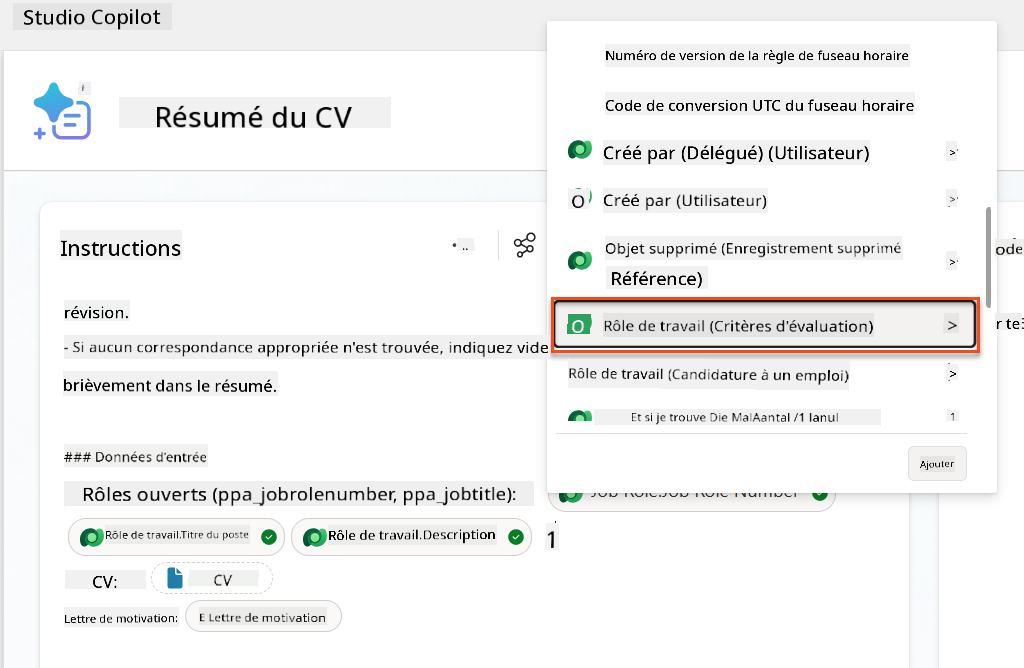 Studio Copilot
Résumé du CV
Instructions
révision.
- Si aucun correspondance appropriée n'est trouvée, indiquez vide
brièvement dans le résumé.
### Données d'entrée
Rôles ouverts (ppa_jobrolenumber, ppa_jobtitle):
Job Role.Job Role Number
Rôle de travail.Titre du poste
Rôle de travail.Description
1
CV:
CV
Lettre de motivation:
E Lettre de motivation
Numéro de version de la règle de fuseau horaire
Code de conversion UTC du fuseau horaire
Créé par (Délégué) (Utilisateur) >
O Créé par (Utilisateur) >
Objet supprimé (Enregistrement supprimé >
Référence)
O Rôle de travail (Critères d'évaluation) >
Rôle de travail (Candidature à un emploi) >
Et si je trouve Die MalAantal /1 Ianul 1
Ajouter
ode
r te3